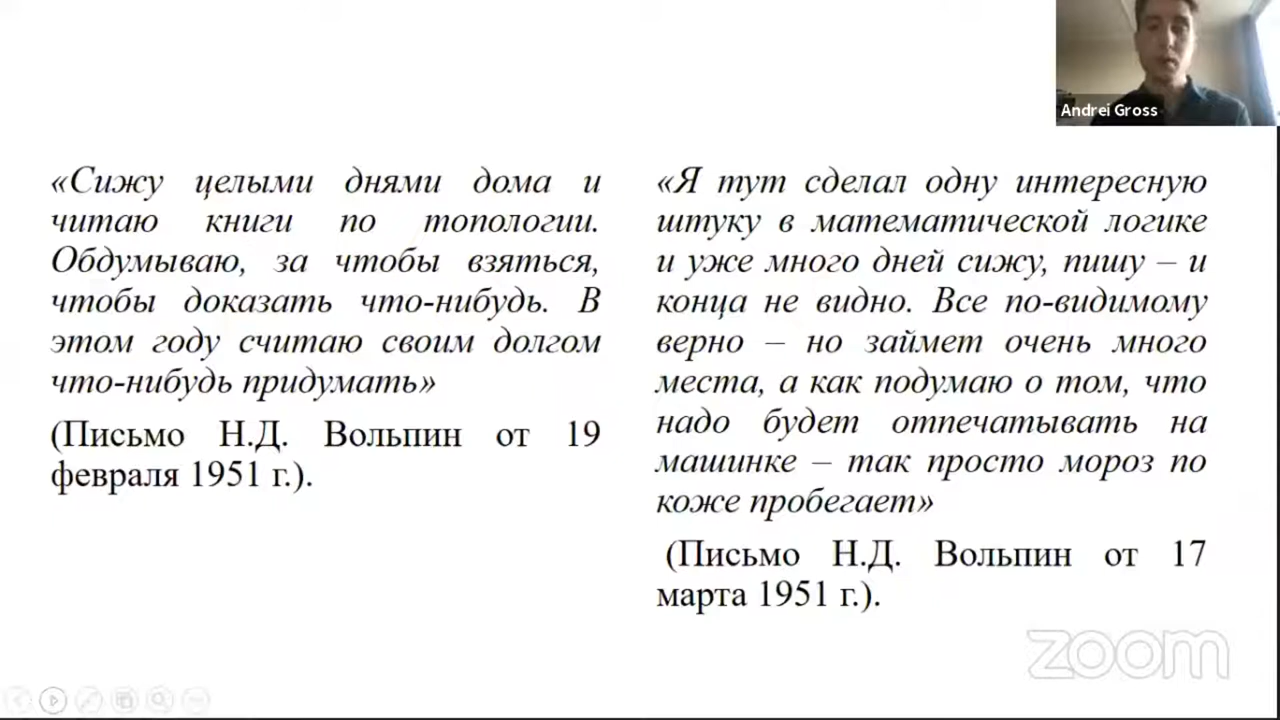 Andrei Gross
«Сижу целыми днями дома и
читаю книги по топологии.
Обдумываю, за чтобы взяться,
чтобы доказать что-нибудь. В
этом году считаю своим долгом
что-нибудь придумать»
(Письмо Н.Д. Вольпин от 19
февраля 1951 г.).
«Я тут сделал одну интересную
штуку в математической логике
и уже много дней сижу, пишу – и
конца не видно. Все по-видимому
верно – но займет очень много
места, а как подумаю о том, что
надо будет отпечатывать на
машинке – так просто мороз по
коже пробегает»
(Письмо Н.Д. Вольпин от 17
марта 1951 г.).
zoom